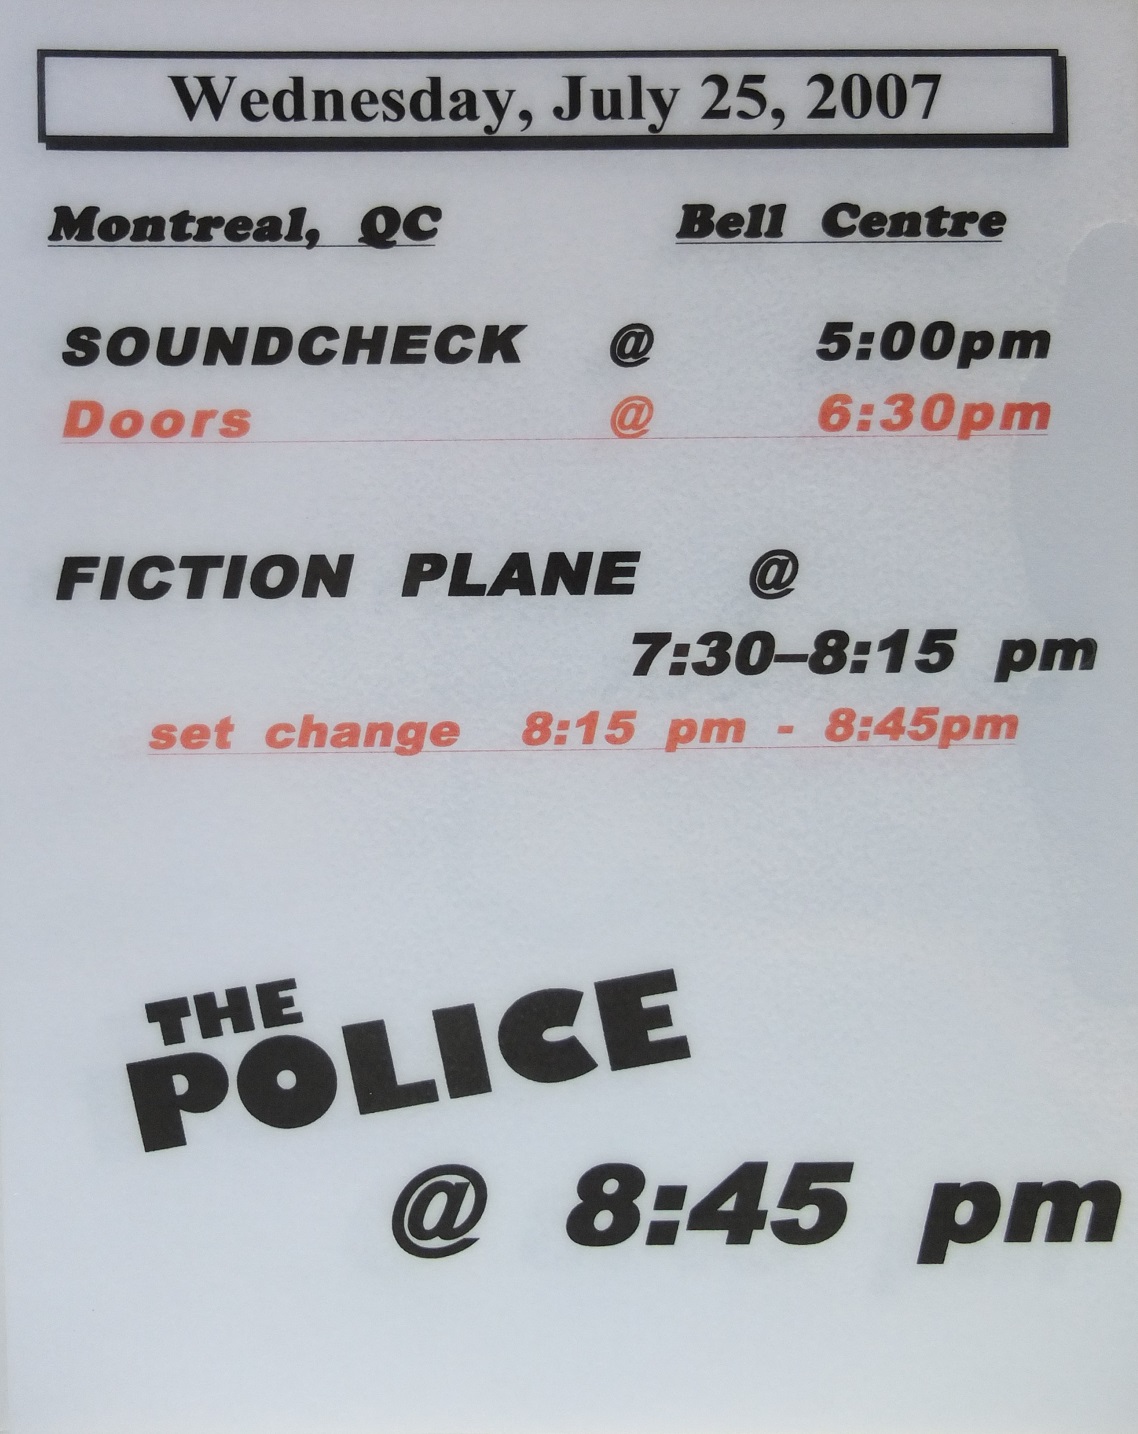 Wednesday, July 25, 2007
Montreal, QC Bell Centre
SOUNDCHECK @ 5:00pm
Doors @ 6:30pm
FICTION PLANE @
7:30–8:15 pm
set change 8:15 pm - 8:45pm
THE
POLICE
@ 8:45 pm